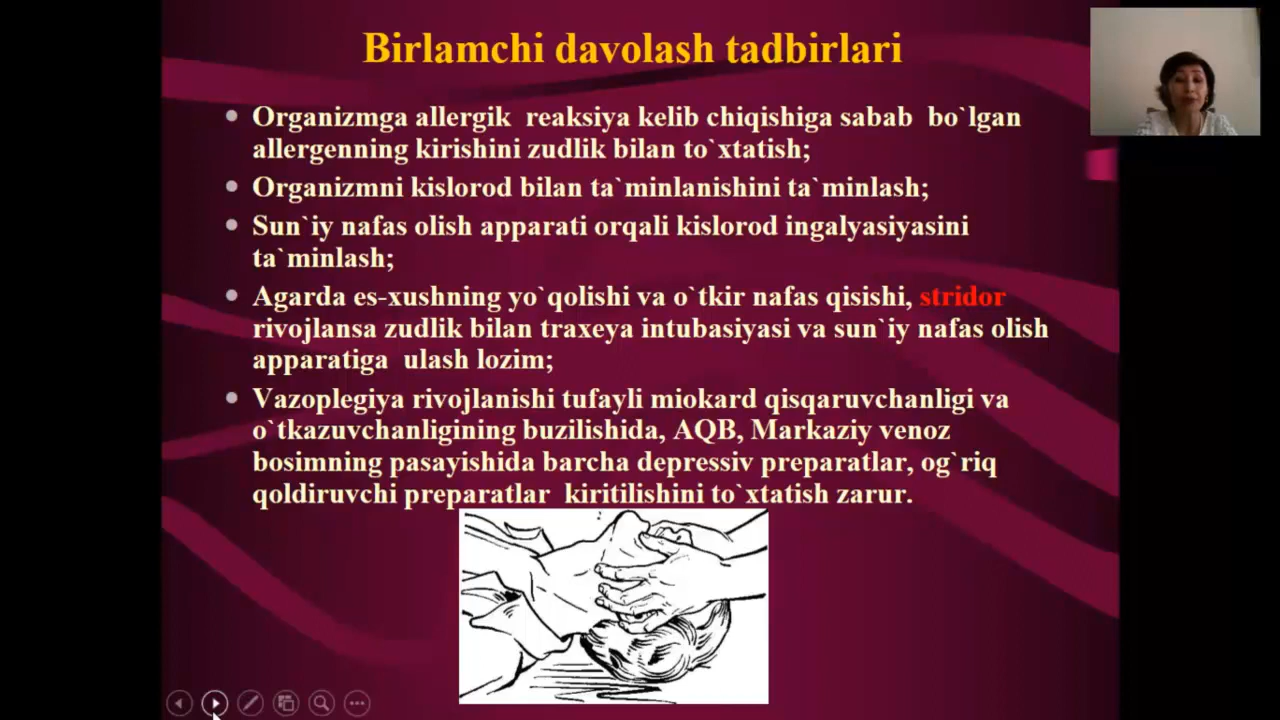 Birlamchi davolash tadbirlari
Organizmga allergik reaksiya kelib chiqishiga sabab bo`lgan
allergenning kirishini zudlik bilan to`xtatish;
Organizmni kislorod bilan ta`minlanishini ta`minlash;
Sun`iy nafas olish apparati orqali kislorod ingalyasiyasini
ta`minlash;
Agarda es-xushning yo`qolishi va o`tkir nafas qisishi, stridor
rivojlansa zudlik bilan traxeya intubasiyasi va sun`iy nafas olish
apparatiga ulash lozim;
Vazoplegiya rivojlanishi tufayli miokard qisqaruvchanligi va
o`tkazuvchanligining buzilishida, AQB, Markaziy venoz
bosimning pasayishida barcha depressiv preparatlar, og`riq
qoldiruvchi preparatlar kiritilishini to`xtatish zarur.